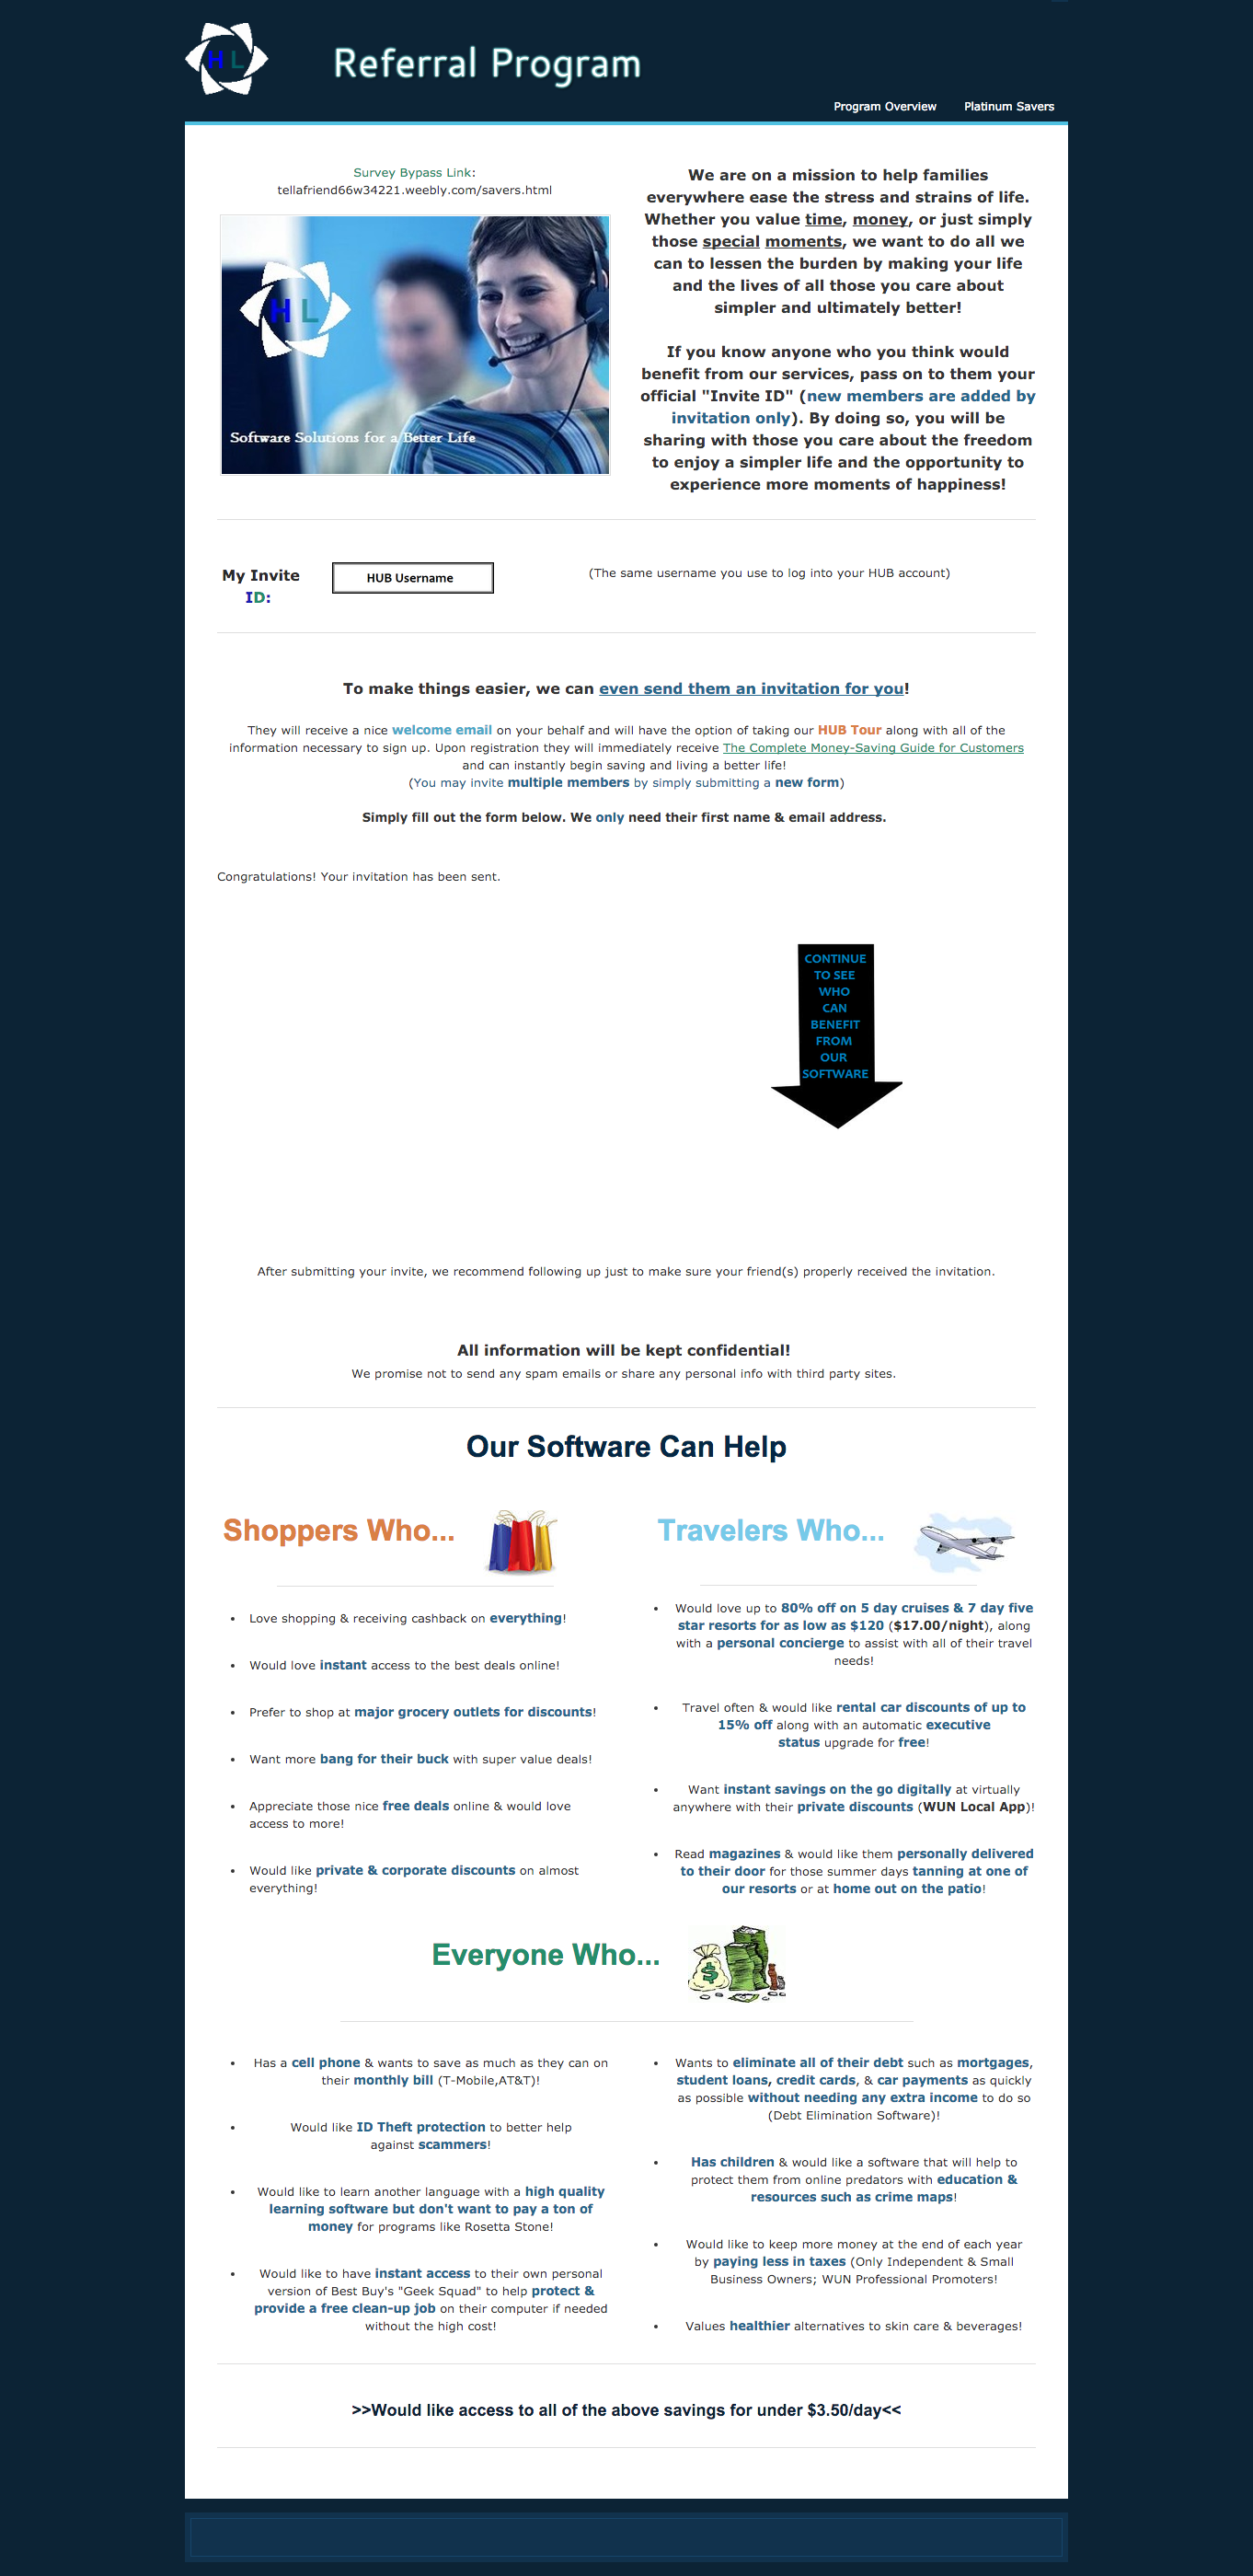 H L
Referral Program
Program Overview Platinum Savers
Survey Bypass Link:
tellafriend66w34221.weebly.com/savers.html
H L
Software Solutions for a Better Life
We are on a mission to help families
everywhere ease the stress and strains of life.
Whether you value time, money, or just simply
those special moments, we want to do all we
can to lessen the burden by making your life
and the lives of all those you care about
simpler and ultimately better!
If you know anyone who you think would
benefit from our services, pass on to them your
official "Invite ID" (new members are added by
invitation only). By doing so, you will be
sharing with those you care about the freedom
to enjoy a simpler life and the opportunity to
experience more moments of happiness!
My Invite
ID:
HUB Username
(The same username you use to log into your HUB account)
To make things easier, we can even send them an invitation for you!
They will receive a nice welcome email on your behalf and will have the option of taking our HUB Tour along with all of the
information necessary to sign up. Upon registration they will immediately receive The Complete Money-Saving Guide for Customers
and can instantly begin saving and living a better life!
(You may invite multiple members by simply submitting a new form)
Simply fill out the form below. We only need their first name & email address.
Congratulations! Your invitation has been sent.
CONTINUE
TO SEE
WHO
CAN
BENEFIT
FROM
OUR
SOFTWARE
After submitting your invite, we recommend following up just to make sure your friend(s) properly received the invitation.
All information will be kept confidential!
We promise not to send any spam emails or share any personal info with third party sites.
Our Software Can Help
Shoppers Who...
• Love shopping & receiving cashback on everything!
• Would love instant access to the best deals online!
• Prefer to shop at major grocery outlets for discounts!
• Want more bang for their buck with super value deals!
• Appreciate those nice free deals online & would love
access to more!
• Would like private & corporate discounts on almost
everything!
Travelers Who...
• Would love up to 80% off on 5 day cruises & 7 day five
star resorts for as low as $120 ($17.00/night), along
with a personal concierge to assist with all of their travel
needs!
• Travel often & would like rental car discounts of up to
15% off along with an automatic executive
status upgrade for free!
• Want instant savings on the go digitally at virtually
anywhere with their private discounts (WUN Local App)!
• Read magazines & would like them personally delivered
to their door for those summer days tanning at one of
our resorts or at home out on the patio!
Everyone Who...
• Has a cell phone & wants to save as much as they can on
their monthly bill (T-Mobile,AT&T)!
• Would like ID Theft protection to better help
against scammers!
• Would like to learn another language with a high quality
learning software but don't want to pay a ton of
money for programs like Rosetta Stone!
• Would like to have instant access to their own personal
version of Best Buy's "Geek Squad" to help protect &
provide a free clean-up job on their computer if needed
without the high cost!
• Wants to eliminate all of their debt such as mortgages,
student loans, credit cards, & car payments as quickly
as possible without needing any extra income to do so
(Debt Elimination Software)!
• Has children & would like a software that will help to
protect them from online predators with education &
resources such as crime maps!
• Would like to keep more money at the end of each year
by paying less in taxes (Only Independent & Small
Business Owners; WUN Professional Promoters!
• Values healthier alternatives to skin care & beverages!
>>Would like access to all of the above savings for under $3.50/day<<